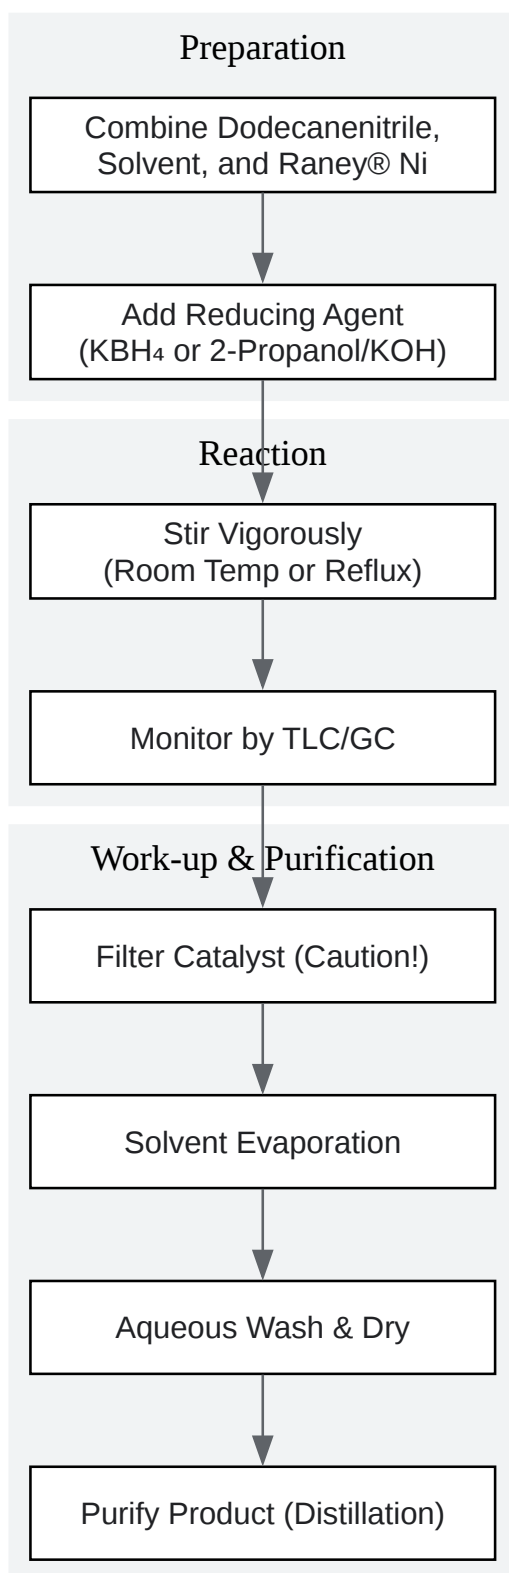 Preparation
Combine Dodecanenitrile,
Solvent, and Raney® Ni
Add Reducing Agent
(KBH₄ or 2-Propanol/KOH)
Reaction
Stir Vigorously
(Room Temp or Reflux)
Monitor by TLC/GC
Work-up & Purification
Filter Catalyst (Caution!)
Solvent Evaporation
Aqueous Wash & Dry
Purify Product (Distillation)